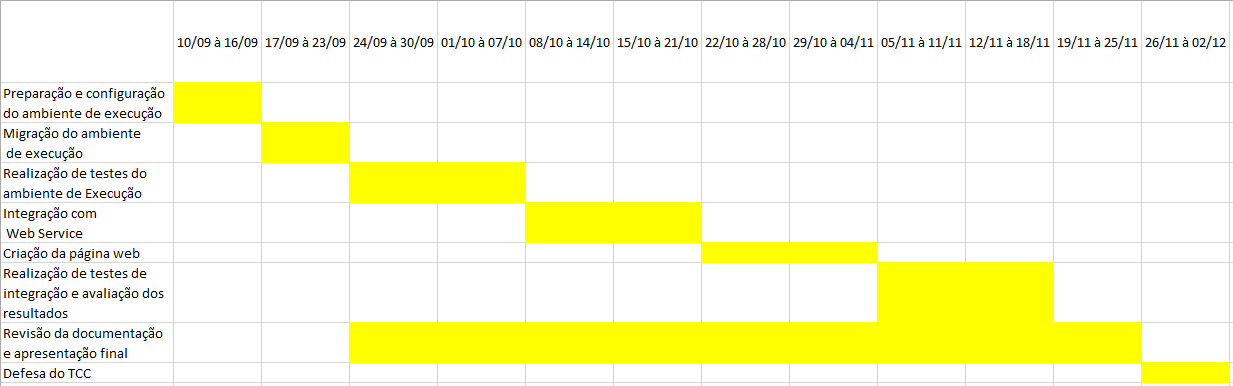 10/09 à 16/09 17/09 à 23/09 24/09 à 30/09 01/10 à 07/10 08/10 à 14/10 15/10 à 21/10 22/10 à 28/10 29/10 à 04/11 05/11 à 11/11 12/11 à 18/11 19/11 à 25/11 26/11 à 02/12
Preparação e configuração
do ambiente de execução
Migração do ambiente
de execução
Realização de testes do
ambiente de Execução
Integração com
Web Service
Criação da página web
Realização de testes de
integração e avaliação dos
resultados
Revisão da documentação
e apresentação final
Defesa do TCC